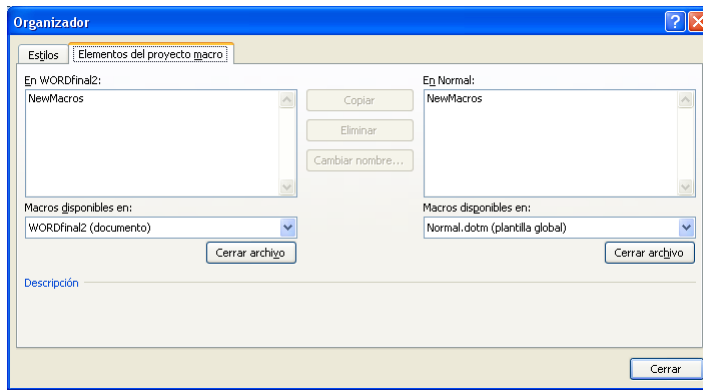 Organizador
Estilos
Elementos del proyecto macro
En WORDfinal2:
En Normal:
NewMacros
NewMacros
Copiar
Eliminar
Cambiar nombre...
Macros disponibles en:
Macros disponibles en:
WORDfinal2 (documento)
Normal.dotm (plantilla global)
Cerrar archivo
Cerrar archivo
Descripción
Cerrar